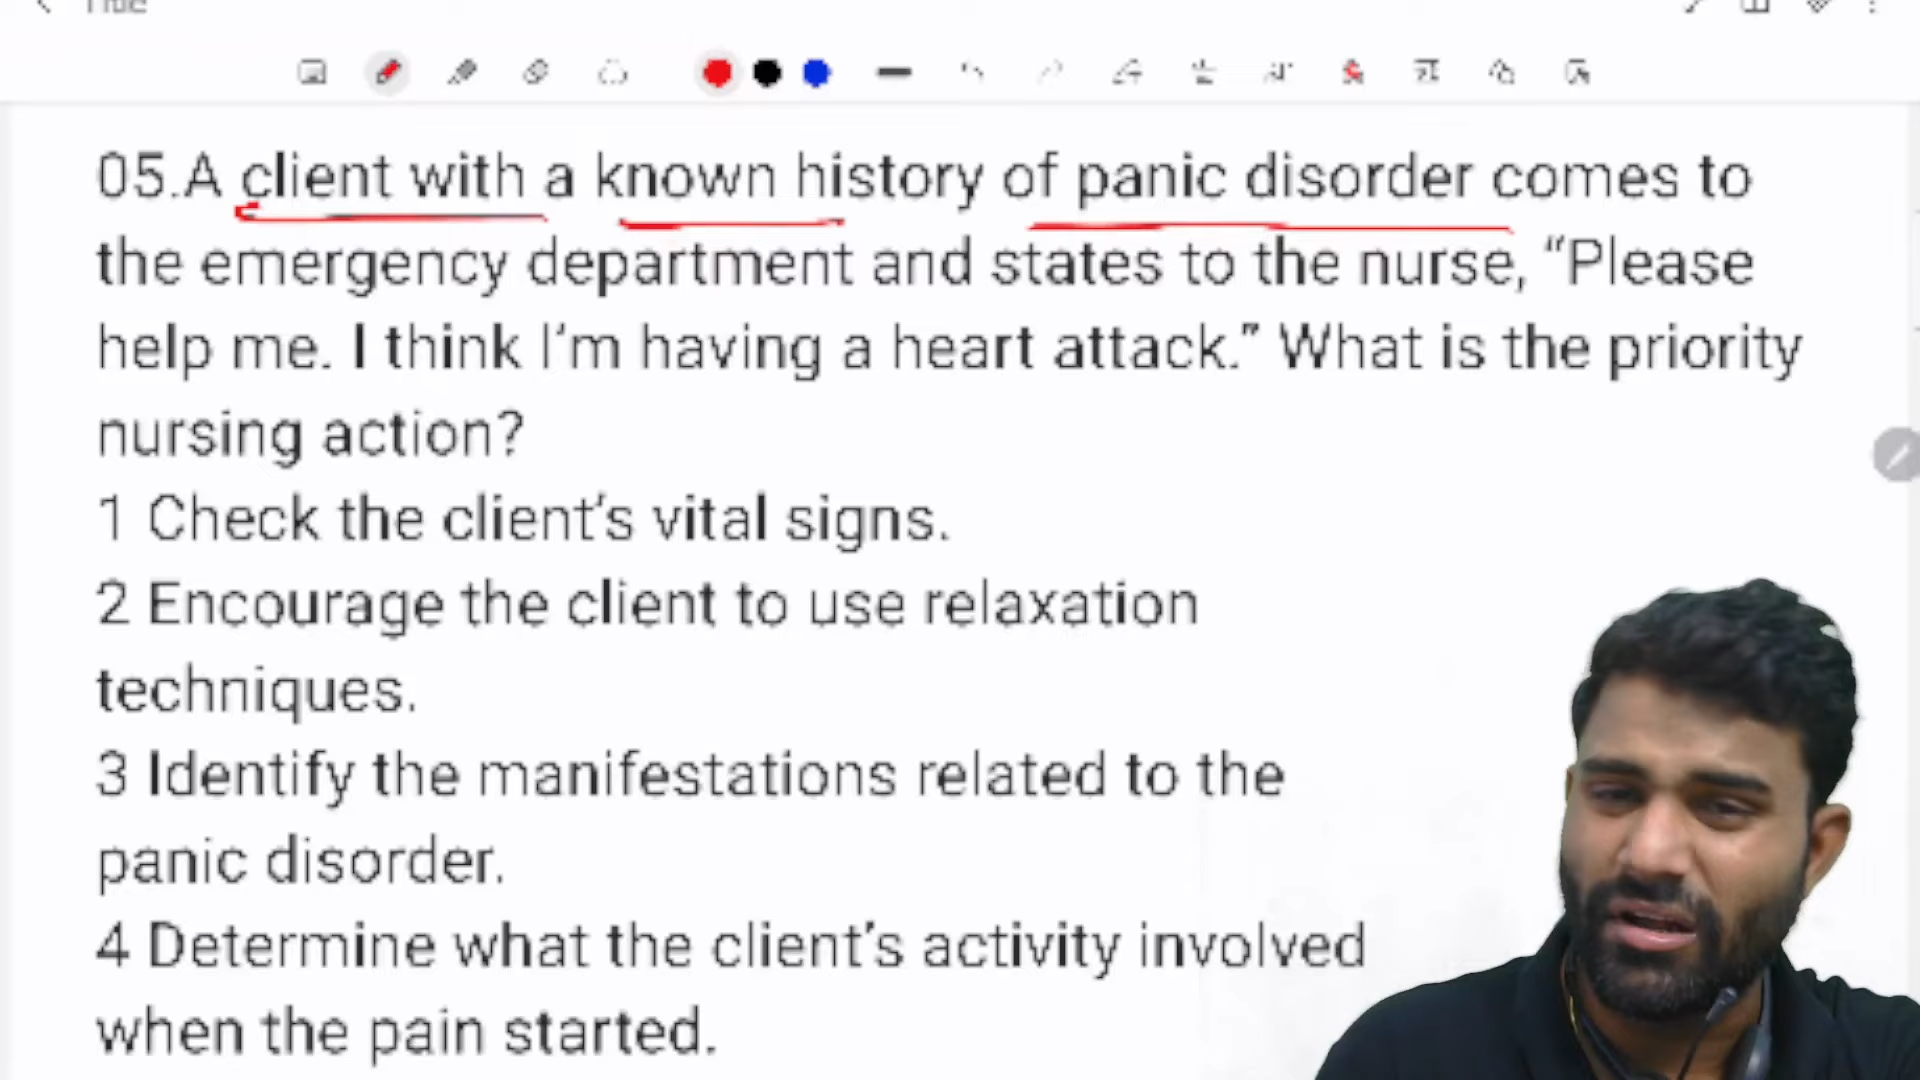 Title
05.A client with a known history of panic disorder comes to
the emergency department and states to the nurse, “Please
help me. I think I’m having a heart attack.” What is the priority
nursing action?
1 Check the client’s vital signs.
2 Encourage the client to use relaxation
techniques.
3 Identify the manifestations related to the
panic disorder.
4 Determine what the client’s activity involved
when the pain started.